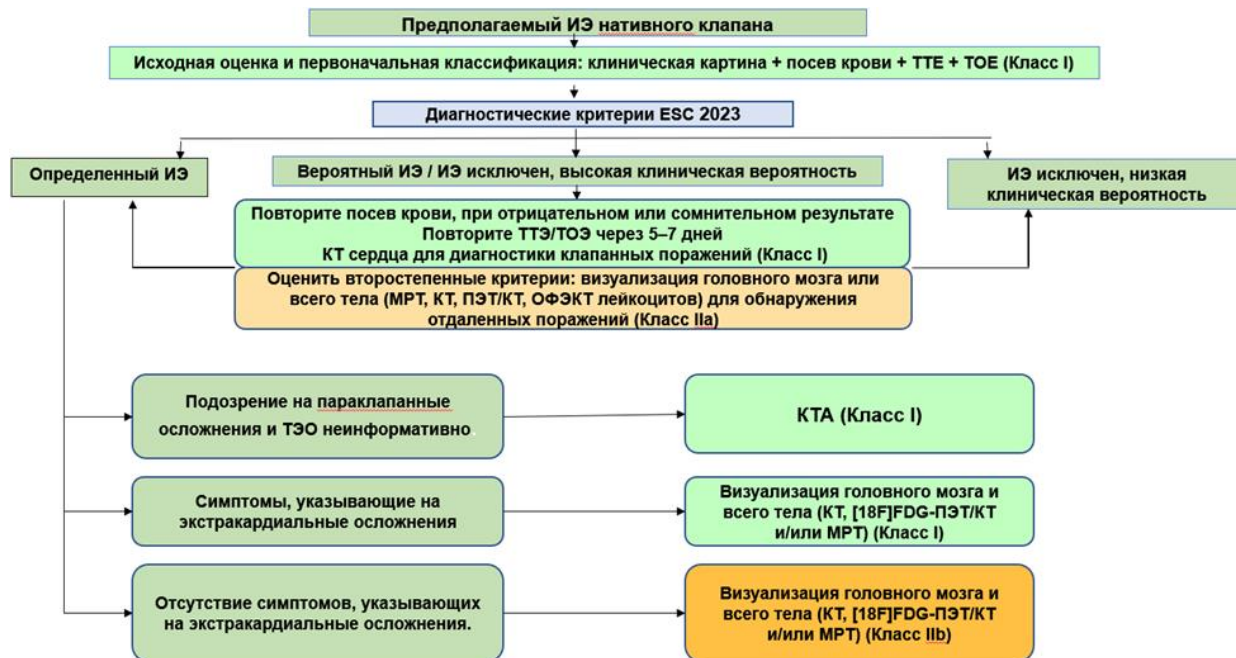 Предполагаемый ИЭ нативного клапана
Исходная оценка и первоначальная классификация: клиническая картина + посев крови + TTE + TOE (Класс I)
Диагностические критерии ESC 2023
Определенный ИЭ
Вероятный ИЭ / ИЭ исключен, высокая клиническая вероятность
ИЭ исключен, низкая
клиническая вероятность
Повторите посев крови, при отрицательном или сомнительном результате
Повторите ТТЭ/ТОЭ через 5–7 дней
КТ сердца для диагностики клапанных поражений (Класс I)
Оценить второстепенные критерии: визуализация головного мозга или
всего тела (МРТ, КТ, ПЭТ/КТ, ОФЭКТ лейкоцитов) для обнаружения
отдаленных поражений (Класс IIa)
Подозрение на параклапанные
осложнения и ТЭО неинформативно.
КТА (Класс I)
Симптомы, указывающие на
экстракардиальные осложнения
Визуализация головного мозга и
всего тела (КТ, [18F]FDG-ПЭТ/КТ
и/или МРТ) (Класс I)
Отсутствие симптомов, указывающих
на экстракардиальные осложнения.
Визуализация головного мозга и
всего тела (КТ, [18F]FDG-ПЭТ/КТ
и/или МРТ) (Класс IIb)